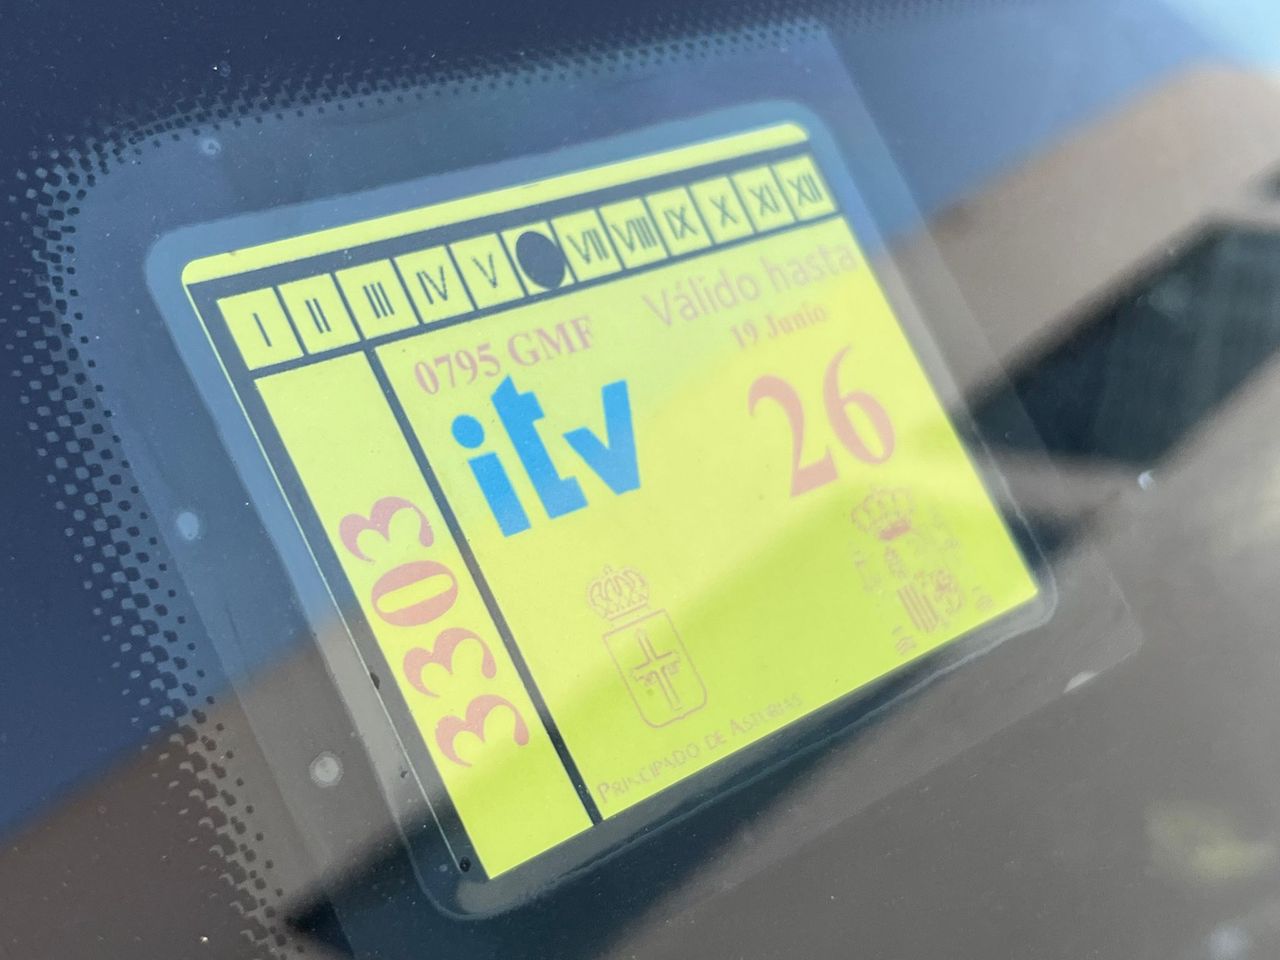 I II III IV V VII VIII IX X XI XII
Válido hasta
0795 GMF
19 Junio
itv
26
3303
PRINCIPADO DE ASTURIAS